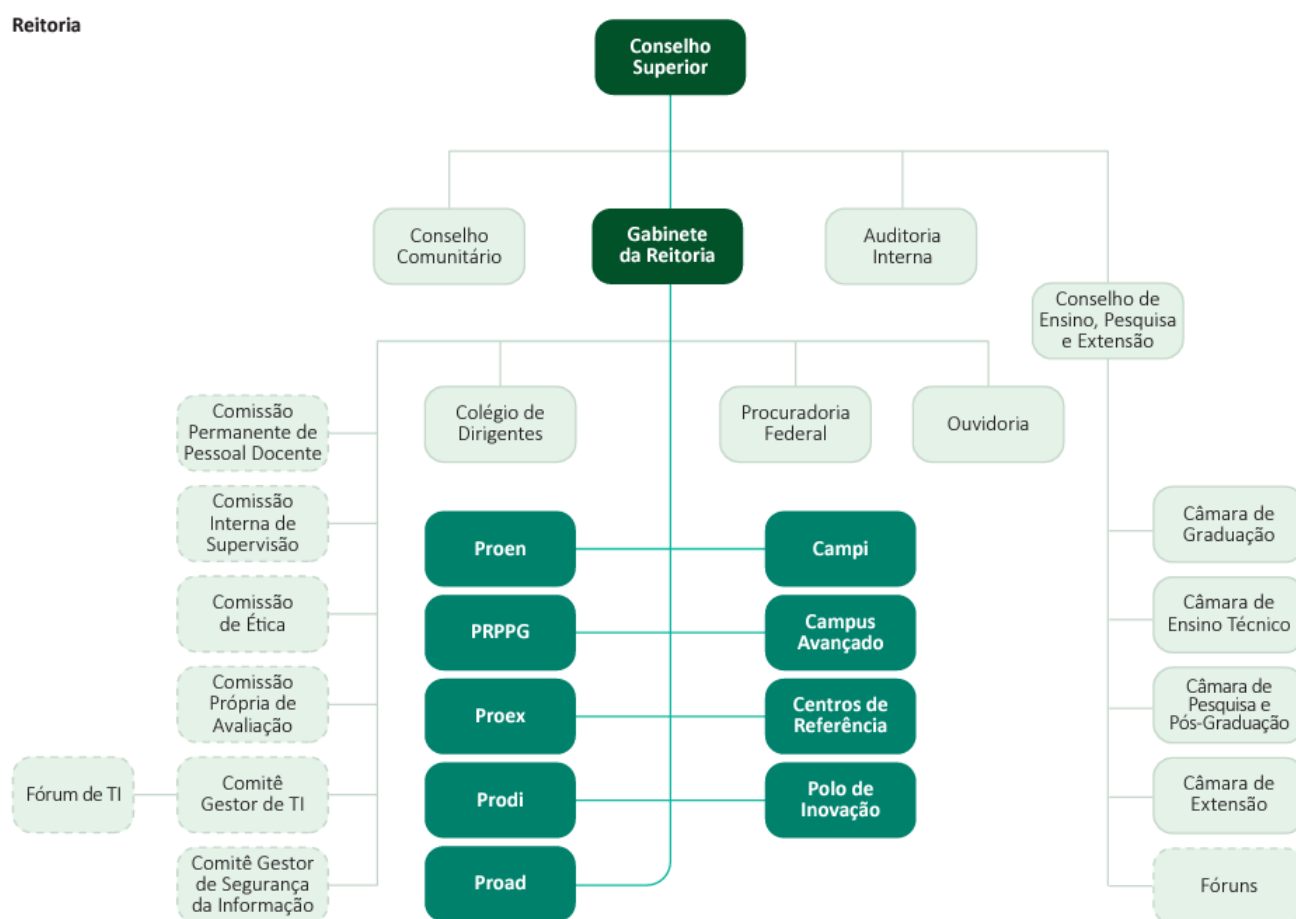 Reitoria
Conselho
Superior
Conselho
Comunitário
Gabinete
da Reitoria
Auditoria
Interna
Conselho de
Ensino, Pesquisa
e Extensão
Comissão
Permanente de
Pessoal Docente
Colégio de
Dirigentes
Procuradoria
Federal
Ouvidoria
Comissão
Interna de
Supervisão
Proen
Campi
Câmara de
Graduação
Comissão
de Ética
PRPPG
Campus
Avançado
Câmara de
Ensino Técnico
Comissão
Própria de
Avaliação
Proex
Centros de
Referência
Câmara de
Pesquisa e
Pós-Graduação
Fórum de TI
Comitê
Gestor de TI
Prodi
Polo de
Inovação
Câmara de
Extensão
Comitê Gestor
de Segurança
da Informação
Proad
Fóruns